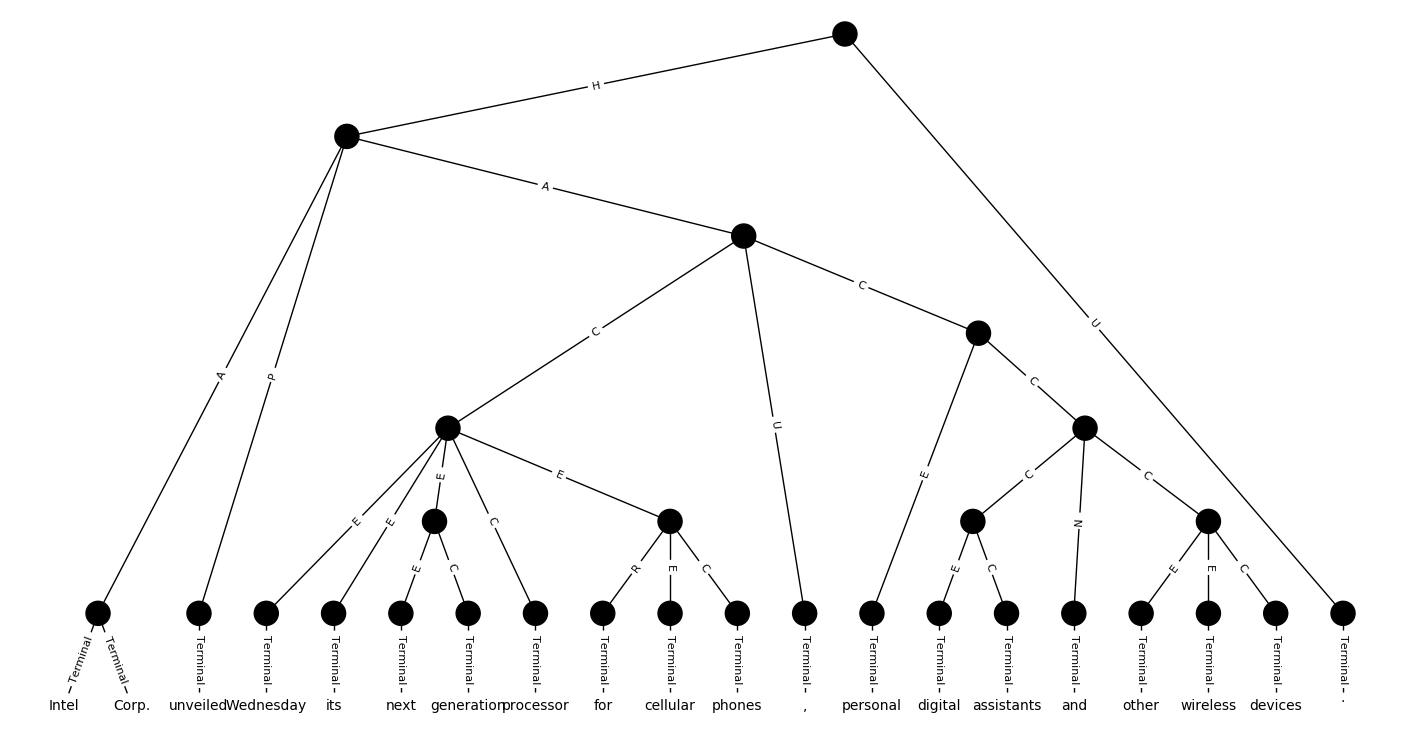 H
A
A
P
U
C
C
U
C
E
E
E
E
C
E
C
N
C
E
C
R
E
C
E
C
E
E
C
Terminal Terminal Terminal Terminal Terminal Terminal Terminal Terminal Terminal Terminal Terminal Terminal Terminal Terminal Terminal Terminal Terminal Terminal Terminal Terminal
Intel Corp. unveiled Wednesday its next generation processor for cellular phones , personal digital assistants and other wireless devices .